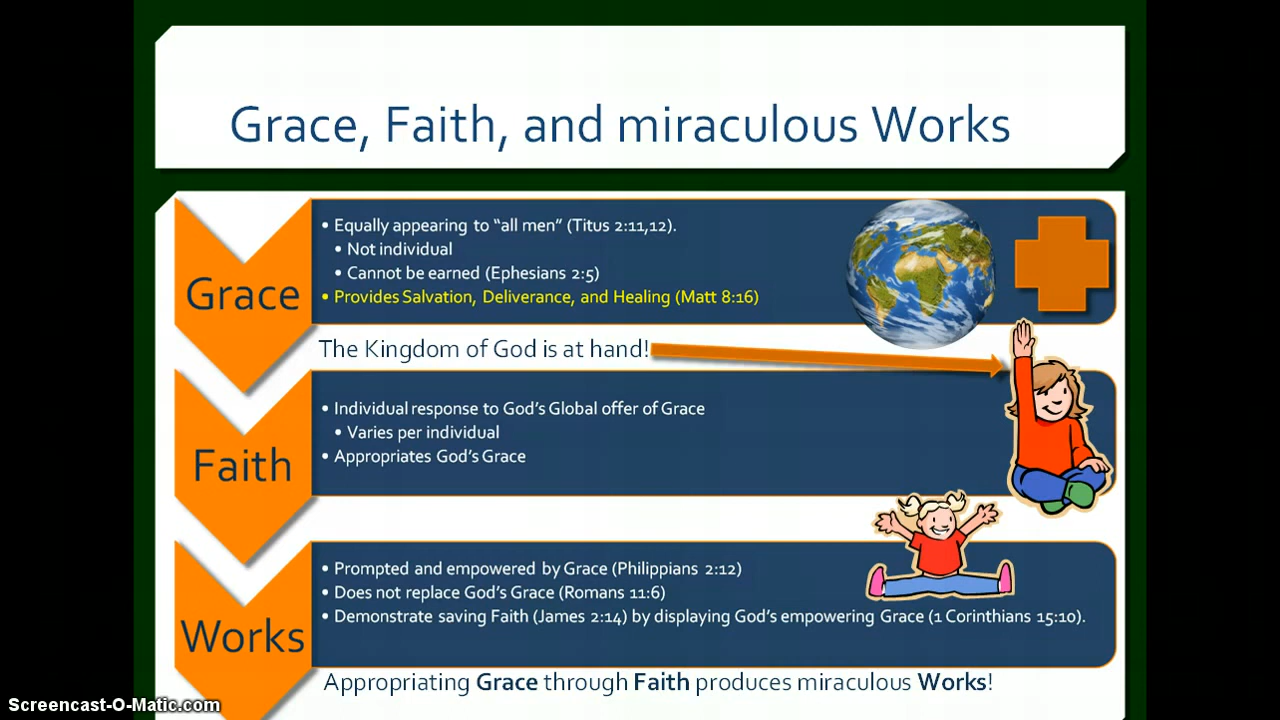 Grace, Faith, and miraculous Works
Grace
• Equally appearing to “all men” (Titus 2:11,12).
• Not individual
• Cannot be earned (Ephesians 2:5)
• Provides Salvation, Deliverance, and Healing (Matt 8:16)
The Kingdom of God is at hand!
Faith
• Individual response to God’s Global offer of Grace
• Varies per individual
• Appropriates God’s Grace
Works
• Prompted and empowered by Grace (Philippians 2:12)
• Does not replace God’s Grace (Romans 11:6)
• Demonstrate saving Faith (James 2:14) by displaying God’s empowering Grace (1 Corinthians 15:10).
Appropriating Grace through Faith produces miraculous Works!
Screencast-O-Matic.com